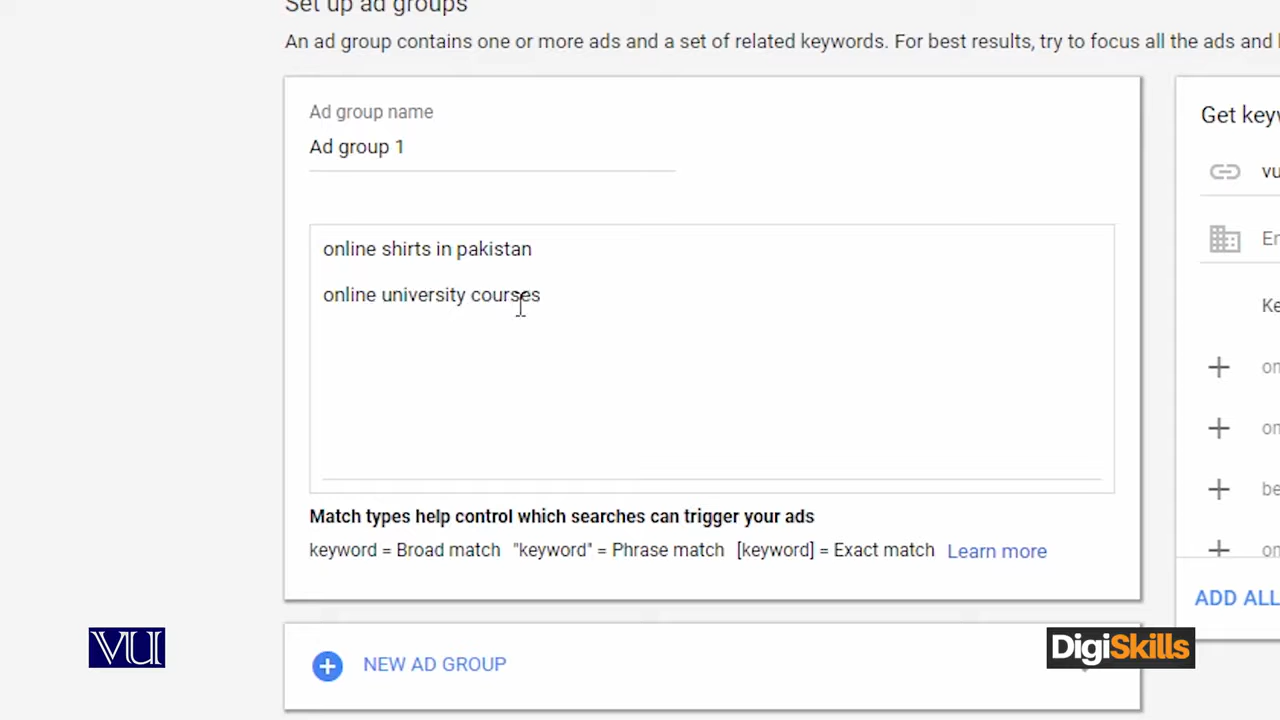 Set up ad groups
An ad group contains one or more ads and a set of related keywords. For best results, try to focus all the ads and
Ad group name
Ad group 1
online shirts in pakistan
online university courses
Match types help control which searches can trigger your ads
keyword = Broad match "keyword" = Phrase match [keyword] = Exact match Learn more
NEW AD GROUP
Get
ADD ALL
VU
DigiSkills